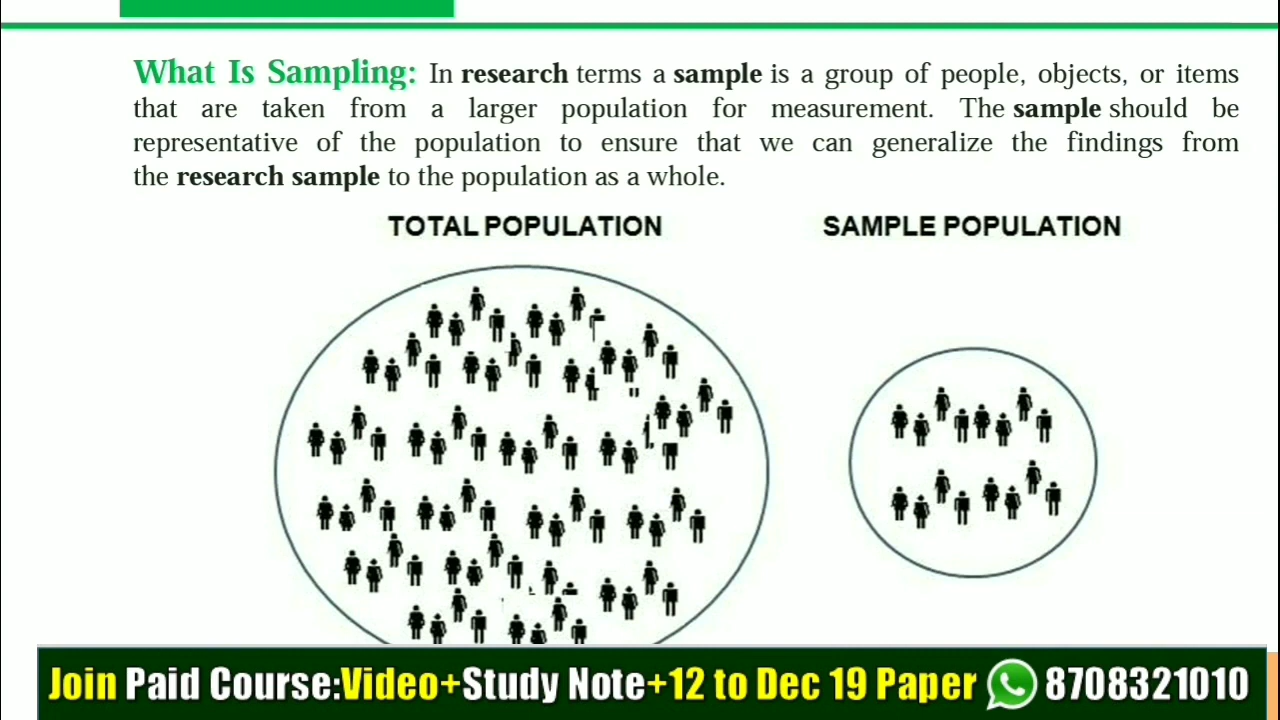 What Is Sampling: In research terms a sample is a group of people, objects, or items
that are taken from a larger population for measurement. The sample should be
representative of the population to ensure that we can generalize the findings from
the research sample to the population as a whole.
TOTAL POPULATION
SAMPLE POPULATION
Join Paid Course:Video+Study Note+12 to Dec 19 Paper 8708321010